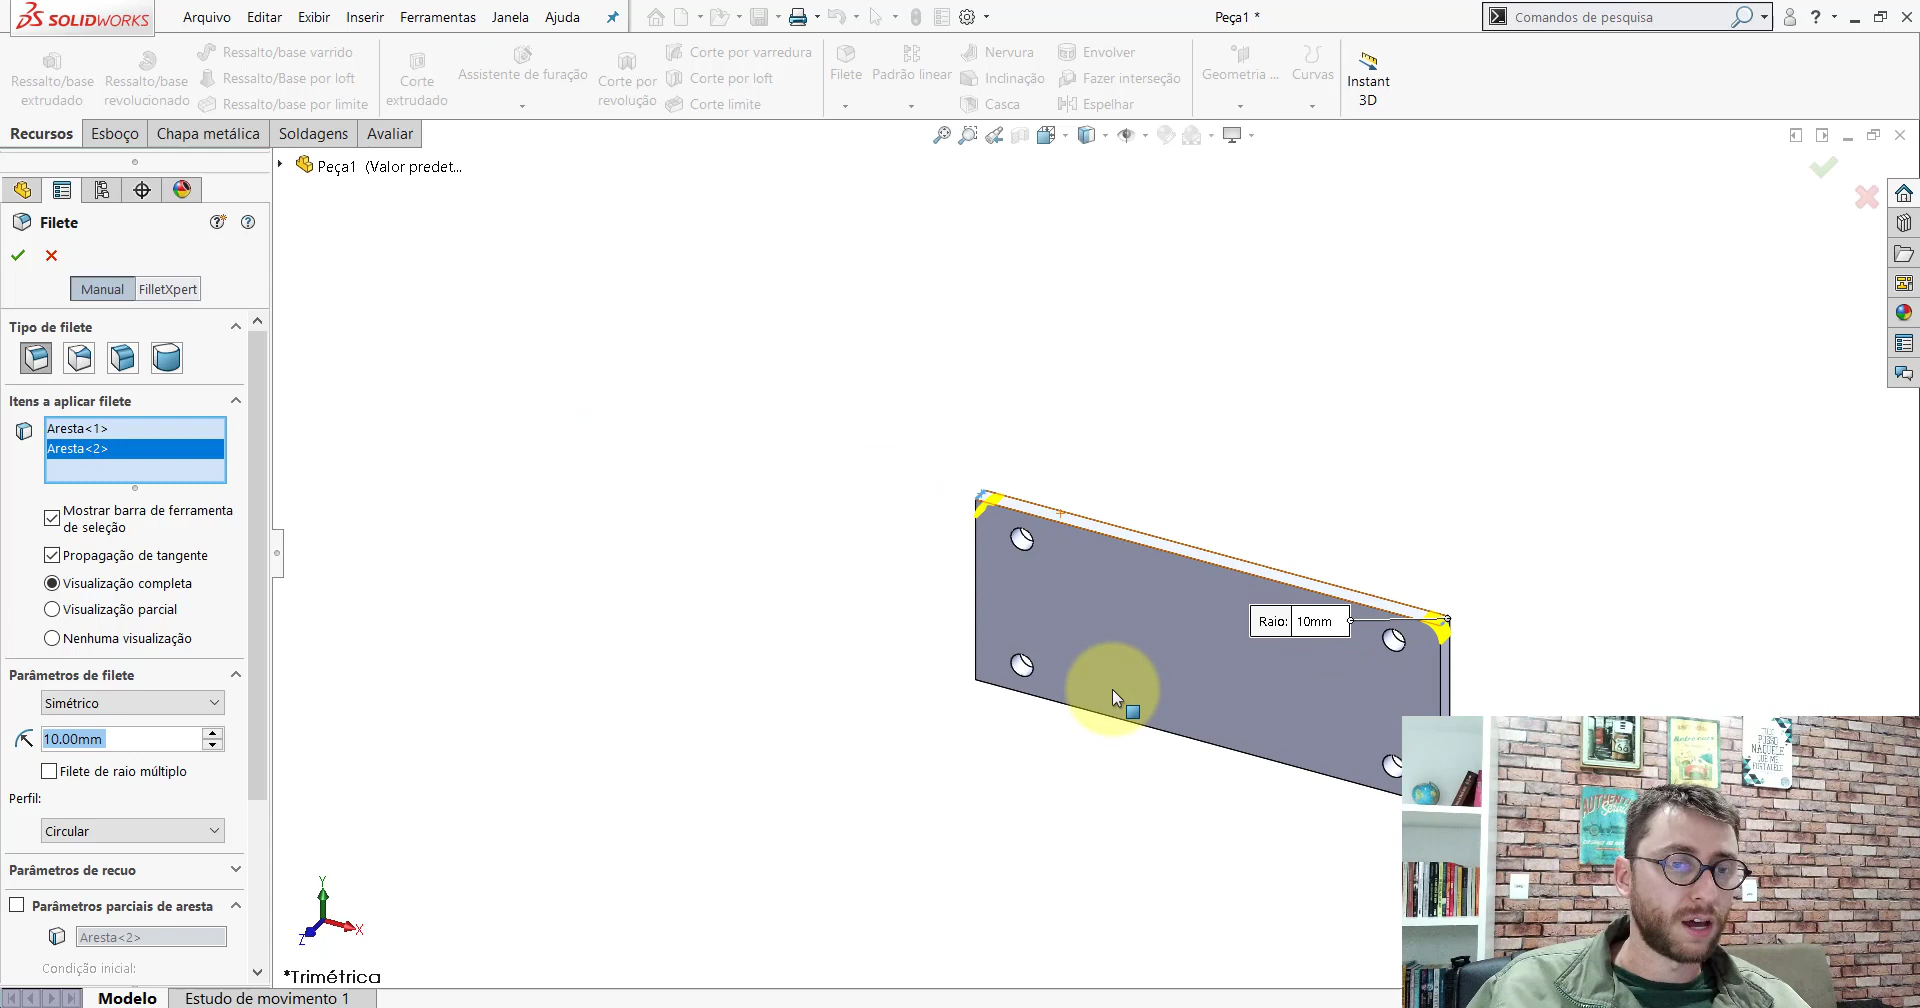 SOLIDWORKS
Arquivo Editar Exibir Inserir Ferramentas Janela Ajuda
Peça1 *
Comandos de pesquisa
?
Ressalto/base extrudado
Ressalto/base revolucionado
Ressalto/base varrido
Ressalto/Base por loft
Ressalto/base por limite
Corte extrudado
Assistente de furação
Corte por revolução
Corte por varredura
Corte por loft
Corte limite
Filete
Padrão linear
Nervura
Inclinação
Casca
Envolver
Fazer interseção
Espelhar
Geometria ...
Curvas
Instant 3D
Recursos Esboço Chapa metálica Soldagens Avaliar
Peça1 (Valor predet...
Filete
Manual FilletXpert
Tipo de filete
Itens a aplicar filete
Aresta<1>
Aresta<2>
Mostrar barra de ferramenta
de seleção
Propagação de tangente
Visualização completa
Visualização parcial
Nenhuma visualização
Parâmetros de filete
Simétrico
10.00mm
Filete de raio múltiplo
Perfil:
Circular
Parâmetros de recuo
Parâmetros parciais de aresta
Aresta<2>
Condição inicial:
Raio: 10mm
Y
X
Z
*Trimétrica
Modelo Estudo de movimento 1
NAQUELE
QUE ME
FORTALECE